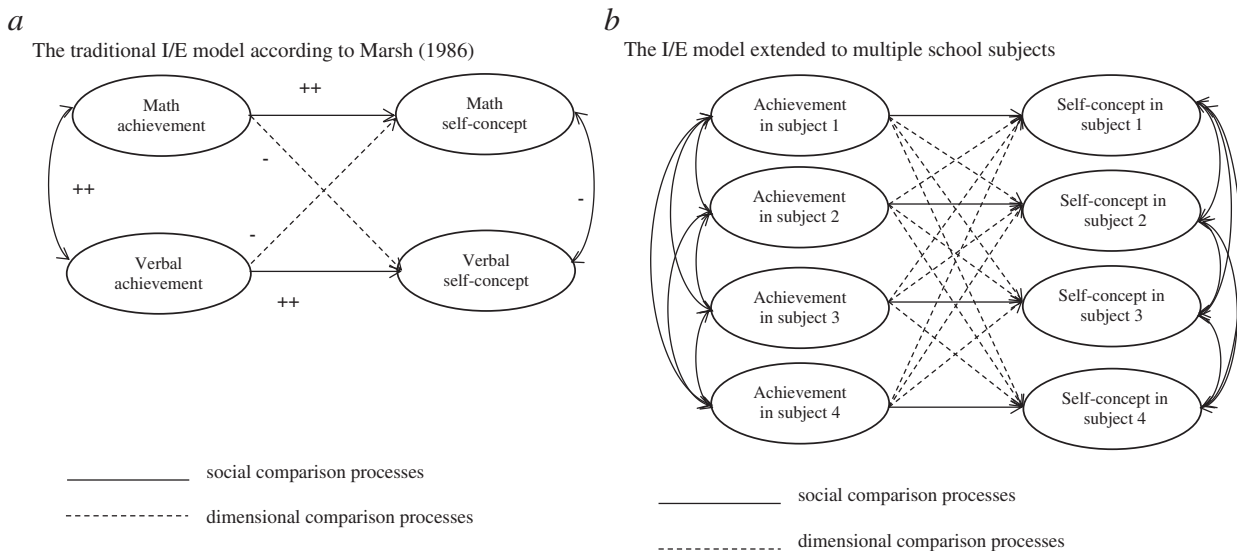 a
The traditional I/E model according to Marsh (1986)
++
Math
achievement
Math
self-concept
-
++
-
-
Verbal
achievement
Verbal
self-concept
++
social comparison processes
dimensional comparison processes
b
The I/E model extended to multiple school subjects
Achievement
in subject 1
Self-concept in
subject 1
Achievement
in subject 2
Self-concept in
subject 2
Achievement
in subject 3
Self-concept in
subject 3
Achievement
in subject 4
Self-concept in
subject 4
social comparison processes
dimensional comparison processes